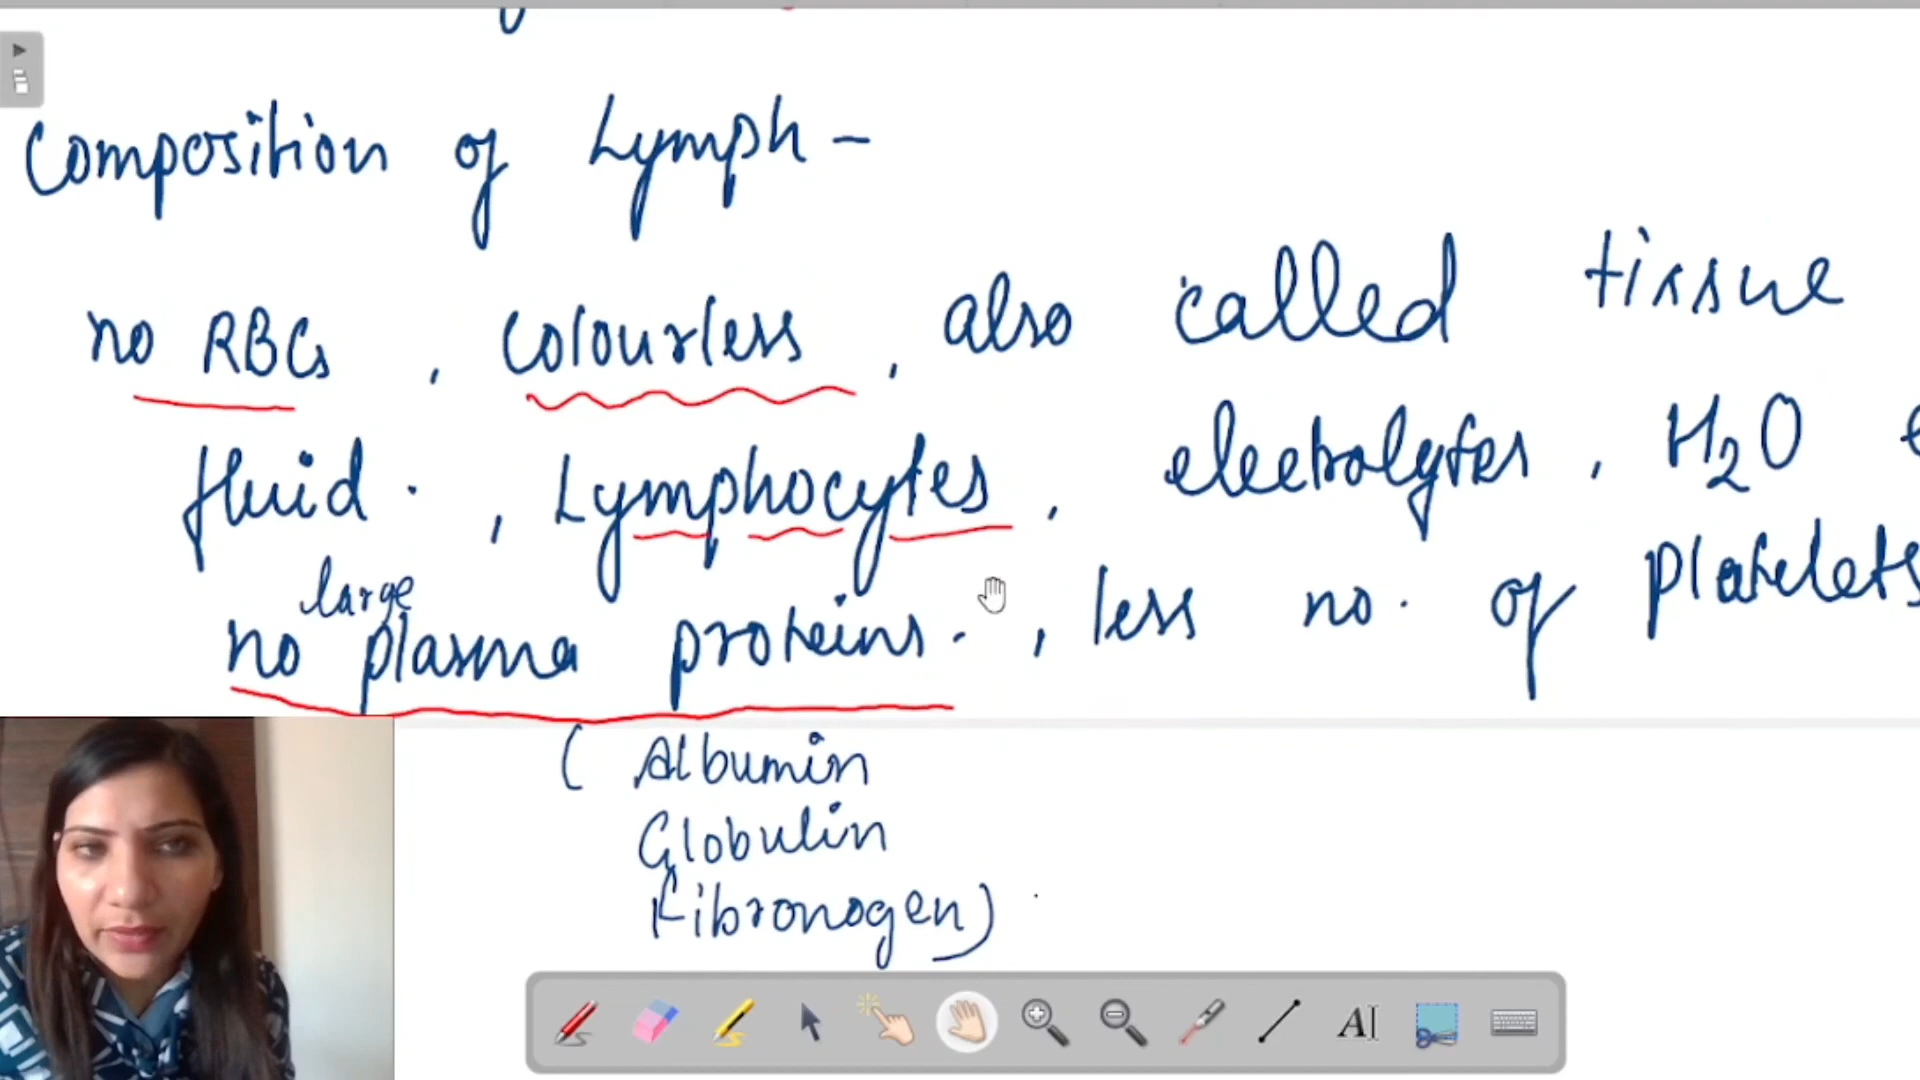 Composition of Lymph -
no RBCs , colourless , also called tissue
fluid . , Lymphocytes , electrolytes , H2O
large
no plasma proteins . , less no. of platelets
( Albumin
Globulin
Fibronogen)
AI